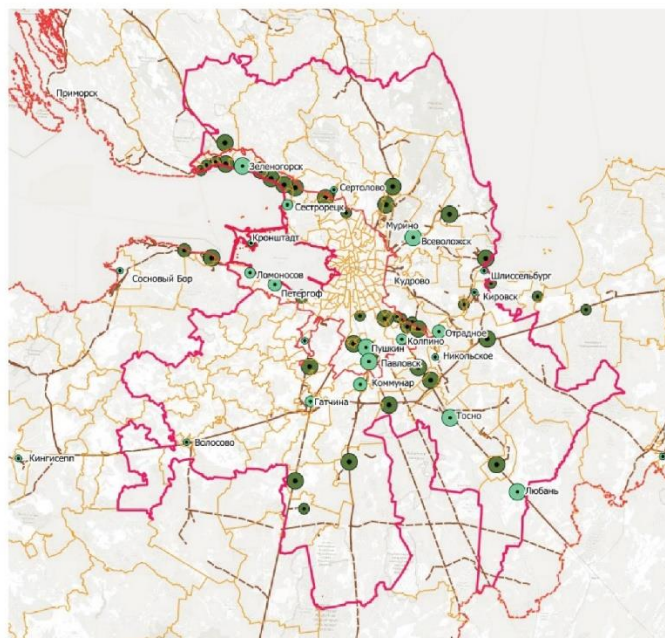 Приморск
Зеленогорск
Сертолово
Сестрорецк
Мурино
Всеволожск
Кронштадт
Шлиссельбург
Ломоносов
Сосновый Бор
Кудрово
Петергоф
Кировск
Отрадное
Колпино
Пушкин
Никольское
Павловск
Коммунар
Гатчина
Тосно
Волосово
Кингисепп
Любань